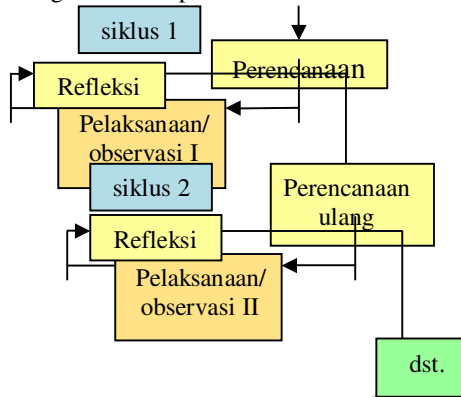 siklus 1
Perencanaan
Refleksi
Pelaksanaan/
observasi I
siklus 2
Perencanaan
ulang
Refleksi
Pelaksanaan/
observasi II
dst.